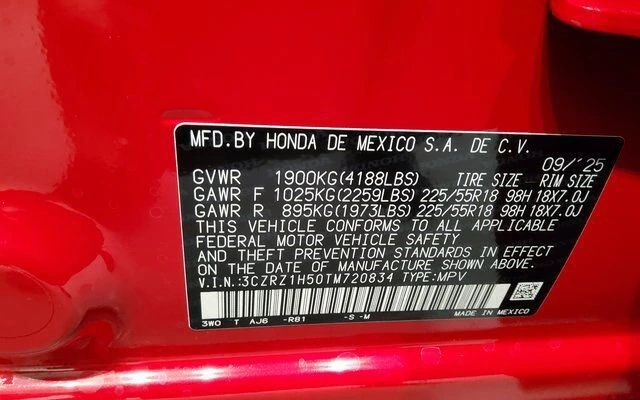 MFD.BY HONDA DE MEXICO S.A. DE C.V.
09/'25
GVWR 1900KG(4188LBS) TIRE SIZE RIM SIZE
GAWR F 1025KG(2259LBS) 225/55R18 98H 18X7.0J
GAWR R 895KG(1973LBS) 225/55R18 98H 18X7.0J
THIS VEHICLE CONFORMS TO ALL APPLICABLE
FEDERAL MOTOR VEHICLE SAFETY
AND THEFT PREVENTION STANDARDS IN EFFECT
ON THE DATE OF MANUFACTURE SHOWN ABOVE.
V.I.N.:3CZRZ1H50TM720834 TYPE:MPV
3W0 T AJ6 -R81 -S -M MADE IN MEXICO